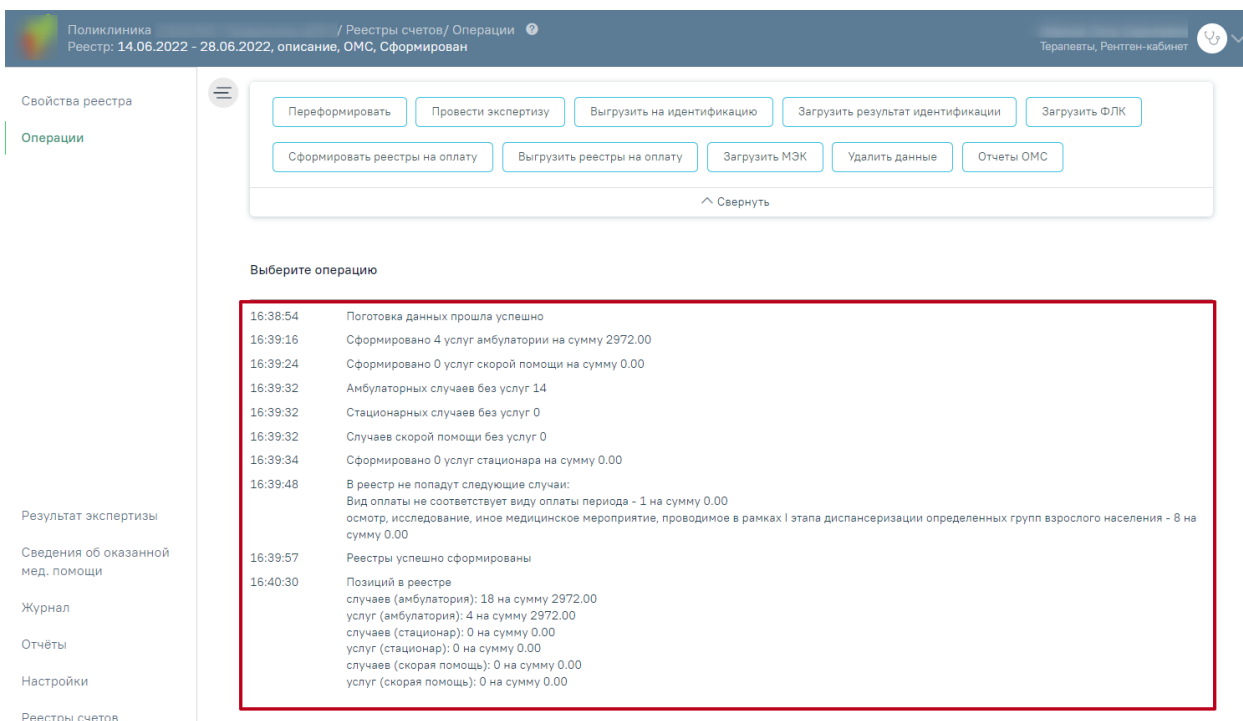 Поликлиника / Реестры счетов/ Операции ?
Реестр: 14.06.2022 - 28.06.2022, описание, ОМС, Сформирован
Терапевты, Рентген-кабинет
Свойства реестра
Операции
Переформировать Провести экспертизу Выгрузить на идентификацию Загрузить результат идентификации Загрузить ФЛК
Сформировать реестры на оплату Выгрузить реестры на оплату Загрузить МЭК Удалить данные Отчеты ОМС
Свернуть
Выберите операцию
16:38:54 Поготовка данных прошла успешно
16:39:16 Сформировано 4 услуг амбулатории на сумму 2972.00
16:39:24 Сформировано 0 услуг скорой помощи на сумму 0.00
16:39:32 Амбулаторных случаев без услуг 14
16:39:32 Стационарных случаев без услуг 0
16:39:32 Случаев скорой помощи без услуг 0
16:39:34 Сформировано 0 услуг стационара на сумму 0.00
16:39:48 В реестр не попадут следующие случаи:
Вид оплаты не соответствует виду оплаты периода - 1 на сумму 0.00
осмотр, исследование, иное медицинское мероприятие, проводимое в рамках I этапа диспансеризации определенных групп взрослого населения - 8 на
сумму 0.00
16:39:57 Реестры успешно сформированы
16:40:30 Позиций в реестре
случаев (амбулатория): 18 на сумму 2972.00
услуг (амбулатория): 4 на сумму 2972.00
случаев (стационар): 0 на сумму 0.00
услуг (стационар): 0 на сумму 0.00
случаев (скорая помощь): 0 на сумму 0.00
услуг (скорая помощь): 0 на сумму 0.00
Результат экспертизы
Сведения об оказанной
мед. помощи
Журнал
Отчёты
Настройки
Реестры счетов